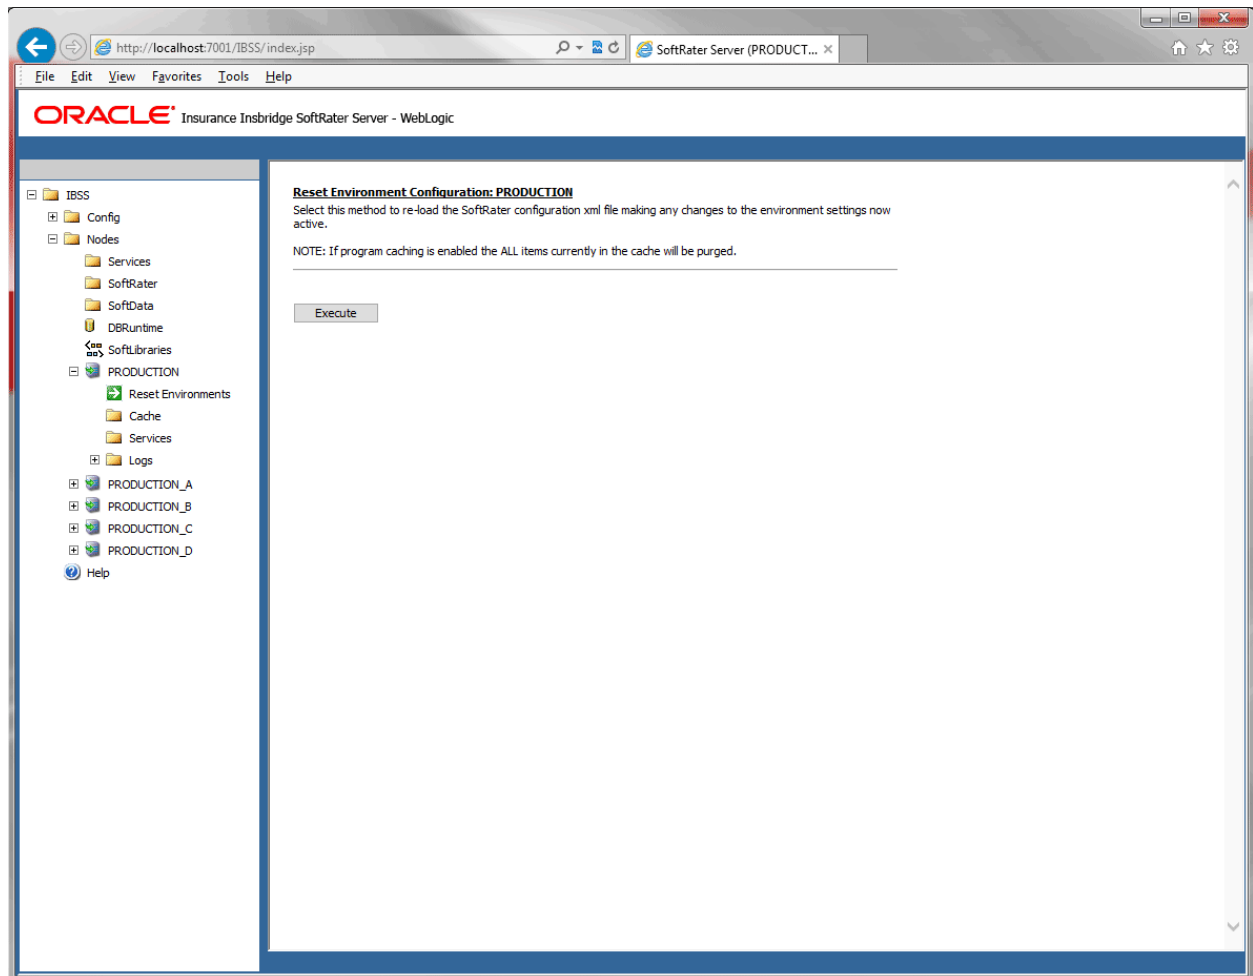 http://localhost:7001/IBSS/index.jsp
SoftRater Server (PRODUCT...
File Edit View Favorites Tools Help
ORACLE Insurance Insbridge SoftRater Server - WebLogic
IBSS
Config
Nodes
Services
SoftRater
SoftData
DBRuntime
SoftLibraries
PRODUCTION
Reset Environments
Cache
Services
Logs
PRODUCTION_A
PRODUCTION_B
PRODUCTION_C
PRODUCTION_D
Help
Reset Environment Configuration: PRODUCTION
Select this method to re-load the SoftRater configuration xml file making any changes to the environment settings now
active.
NOTE: If program caching is enabled the ALL items currently in the cache will be purged.
Execute